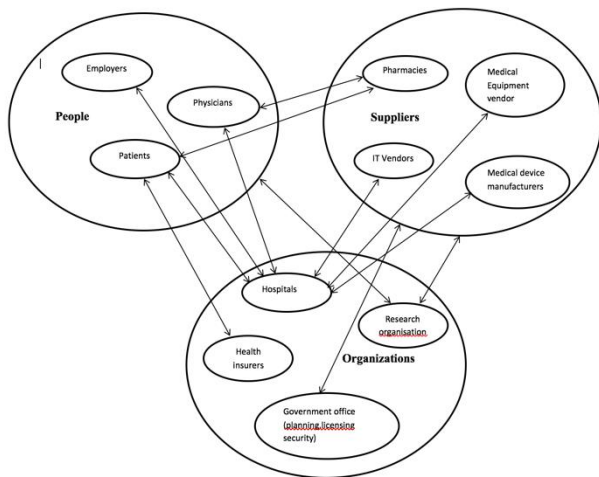 Employers
Physicians
People
Patients
Pharmacies
Medical
Equipment
vendor
Suppliers
IT Vendors
Medical device
manufacturers
Hospitals
Research
organisation
Health
insurers
Organizations
Government office
(planning,licensing
security)